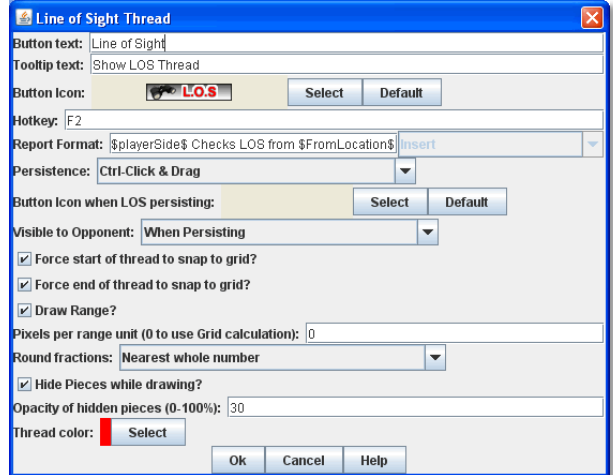 Line of Sight Thread
Button text: Line of Sight
Tooltip text: Show LOS Thread
Button Icon: L.O.S Select Default
Hotkey: F2
Report Format: $playerSide$ Checks LOS from $FromLocation$ Insert
Persistence: Ctrl-Click & Drag
Button Icon when LOS persisting: Select Default
Visible to Opponent: When Persisting
Force start of thread to snap to grid?
Force end of thread to snap to grid?
Draw Range?
Pixels per range unit (0 to use Grid calculation): 0
Round fractions: Nearest whole number
Hide Pieces while drawing?
Opacity of hidden pieces (0-100%): 30
Thread color: Select
Ok Cancel Help